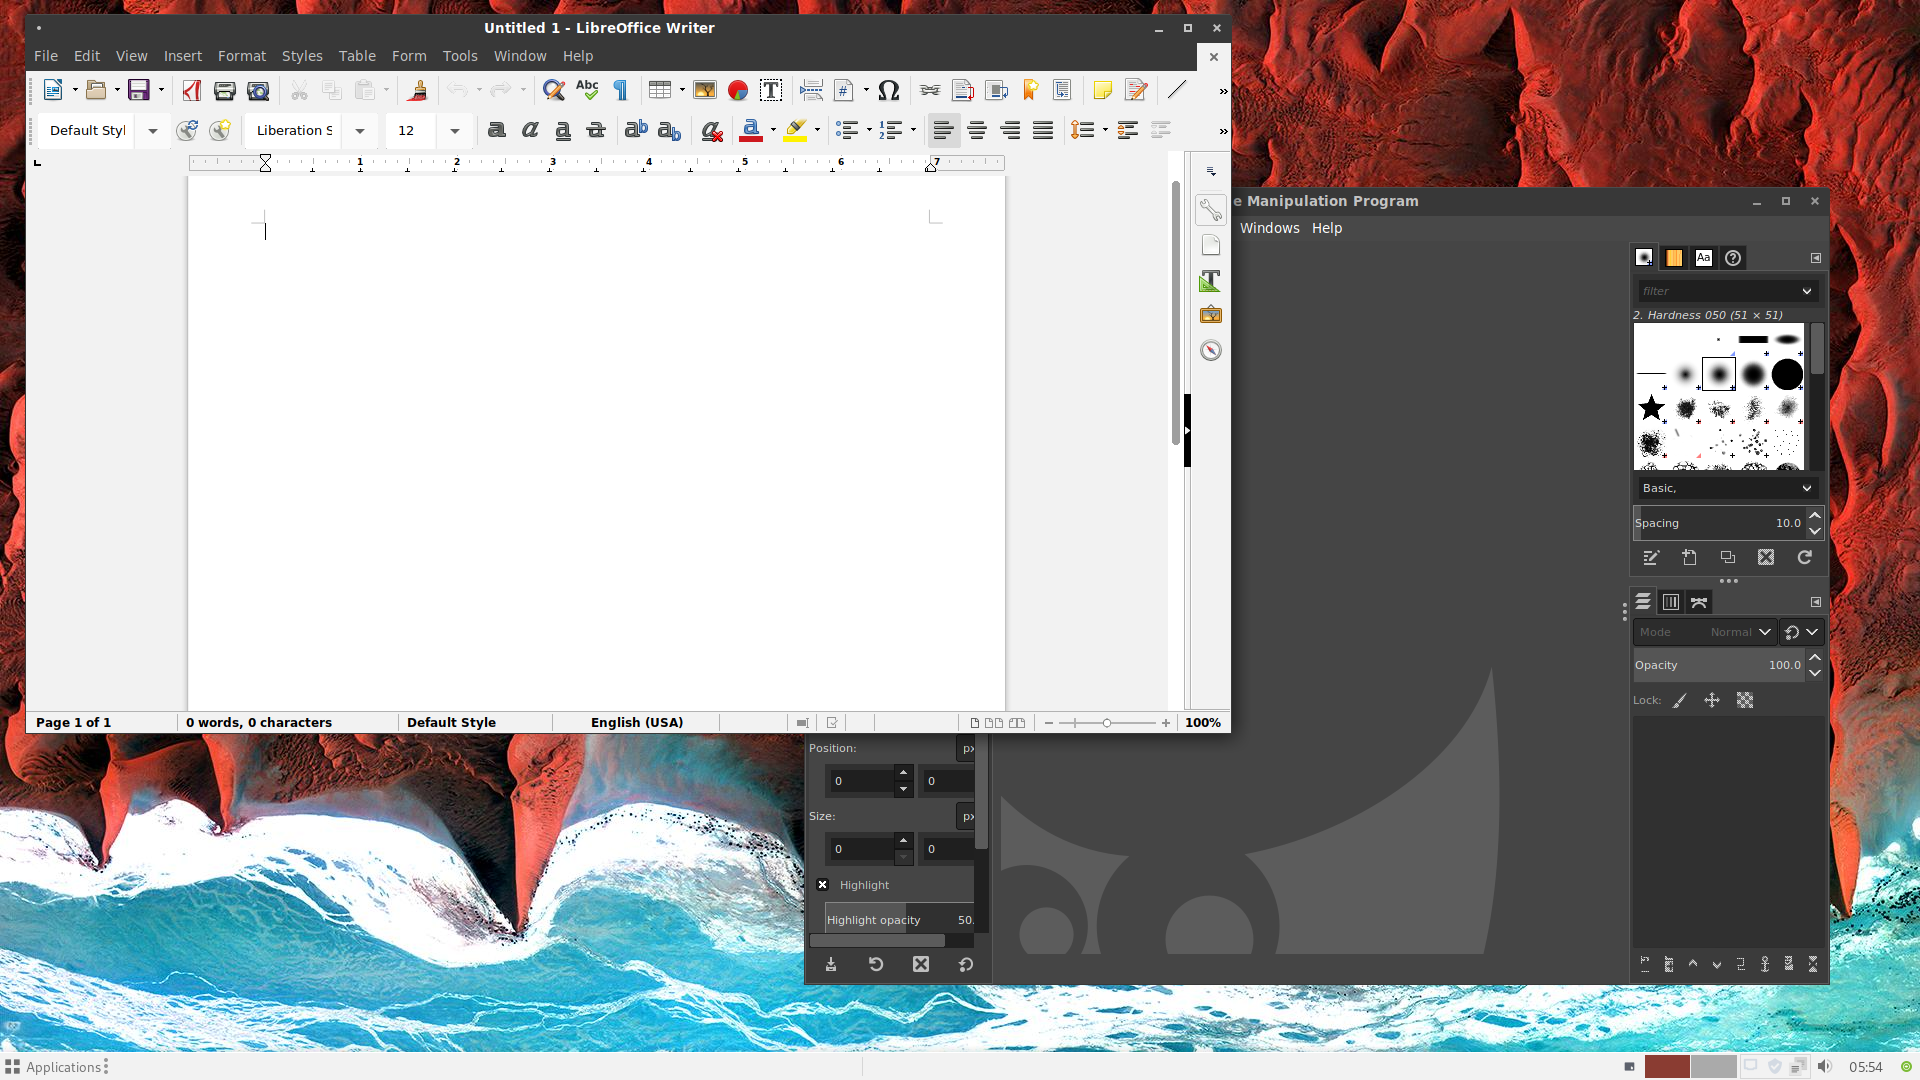 Untitled 1 - LibreOffice Writer
File Edit View Insert Format Styles Table Form Tools Window Help
Abc
Default Styl
Liberation S
12
1 2 3 4 5 6 7
Page 1 of 1
0 words, 0 characters
Default Style
English (USA)
100%
e Manipulation Program
Windows Help
Aa
filter
2. Hardness 050 (51 × 51)
Basic,
Spacing 10.0
Mode Normal
Opacity 100.0
Lock:
Position: px
0 0
Size: px
0 0
Highlight
Highlight opacity 50.
Applications
05:54